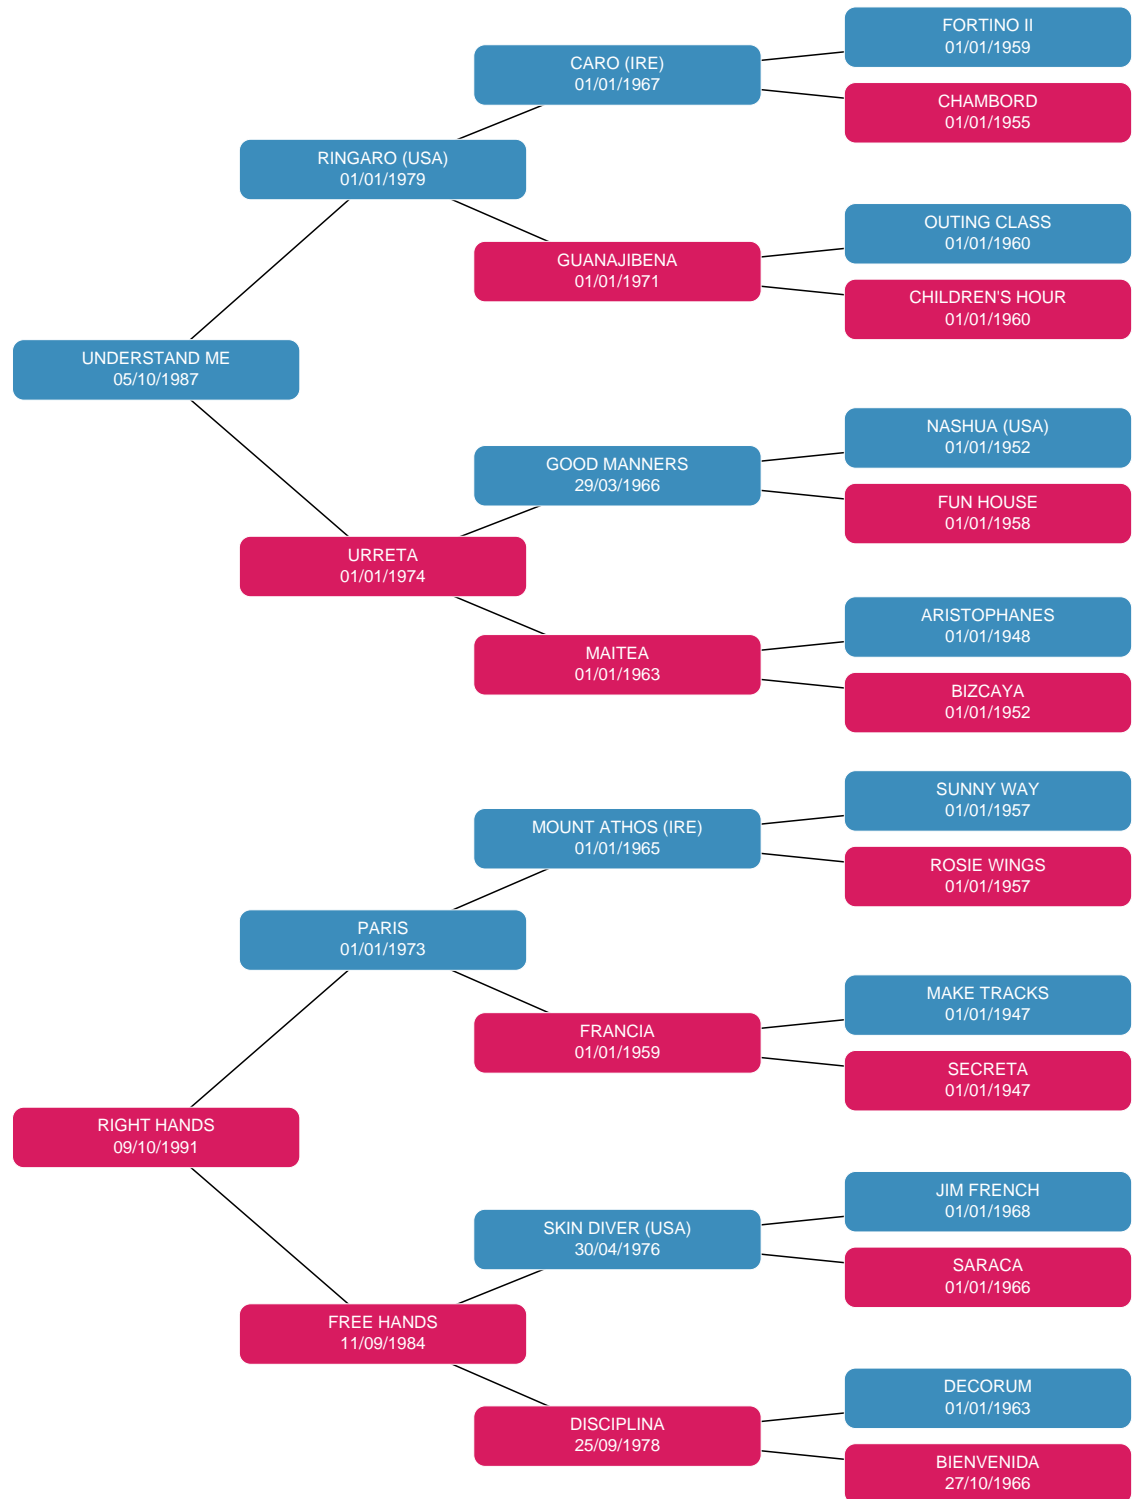 FORTINO II
01/01/1959
CARO (IRE)
01/01/1967
CHAMBORD
01/01/1955
RINGARO (USA)
01/01/1979
OUTING CLASS
01/01/1960
GUANAJIBENA
01/01/1971
CHILDREN'S HOUR
01/01/1960
UNDERSTAND ME
05/10/1987
NASHUA (USA)
01/01/1952
GOOD MANNERS
29/03/1966
FUN HOUSE
01/01/1958
URRETA
01/01/1974
ARISTOPHANES
01/01/1948
MAITEA
01/01/1963
BIZCAYA
01/01/1952
SUNNY WAY
01/01/1957
MOUNT ATHOS (IRE)
01/01/1965
ROSIE WINGS
01/01/1957
PARIS
01/01/1973
MAKE TRACKS
01/01/1947
FRANCIA
01/01/1959
SECRETA
01/01/1947
RIGHT HANDS
09/10/1991
JIM FRENCH
01/01/1968
SKIN DIVER (USA)
30/04/1976
SARACA
01/01/1966
FREE HANDS
11/09/1984
DECORUM
01/01/1963
DISCIPLINA
25/09/1978
BIENVENIDA
27/10/1966